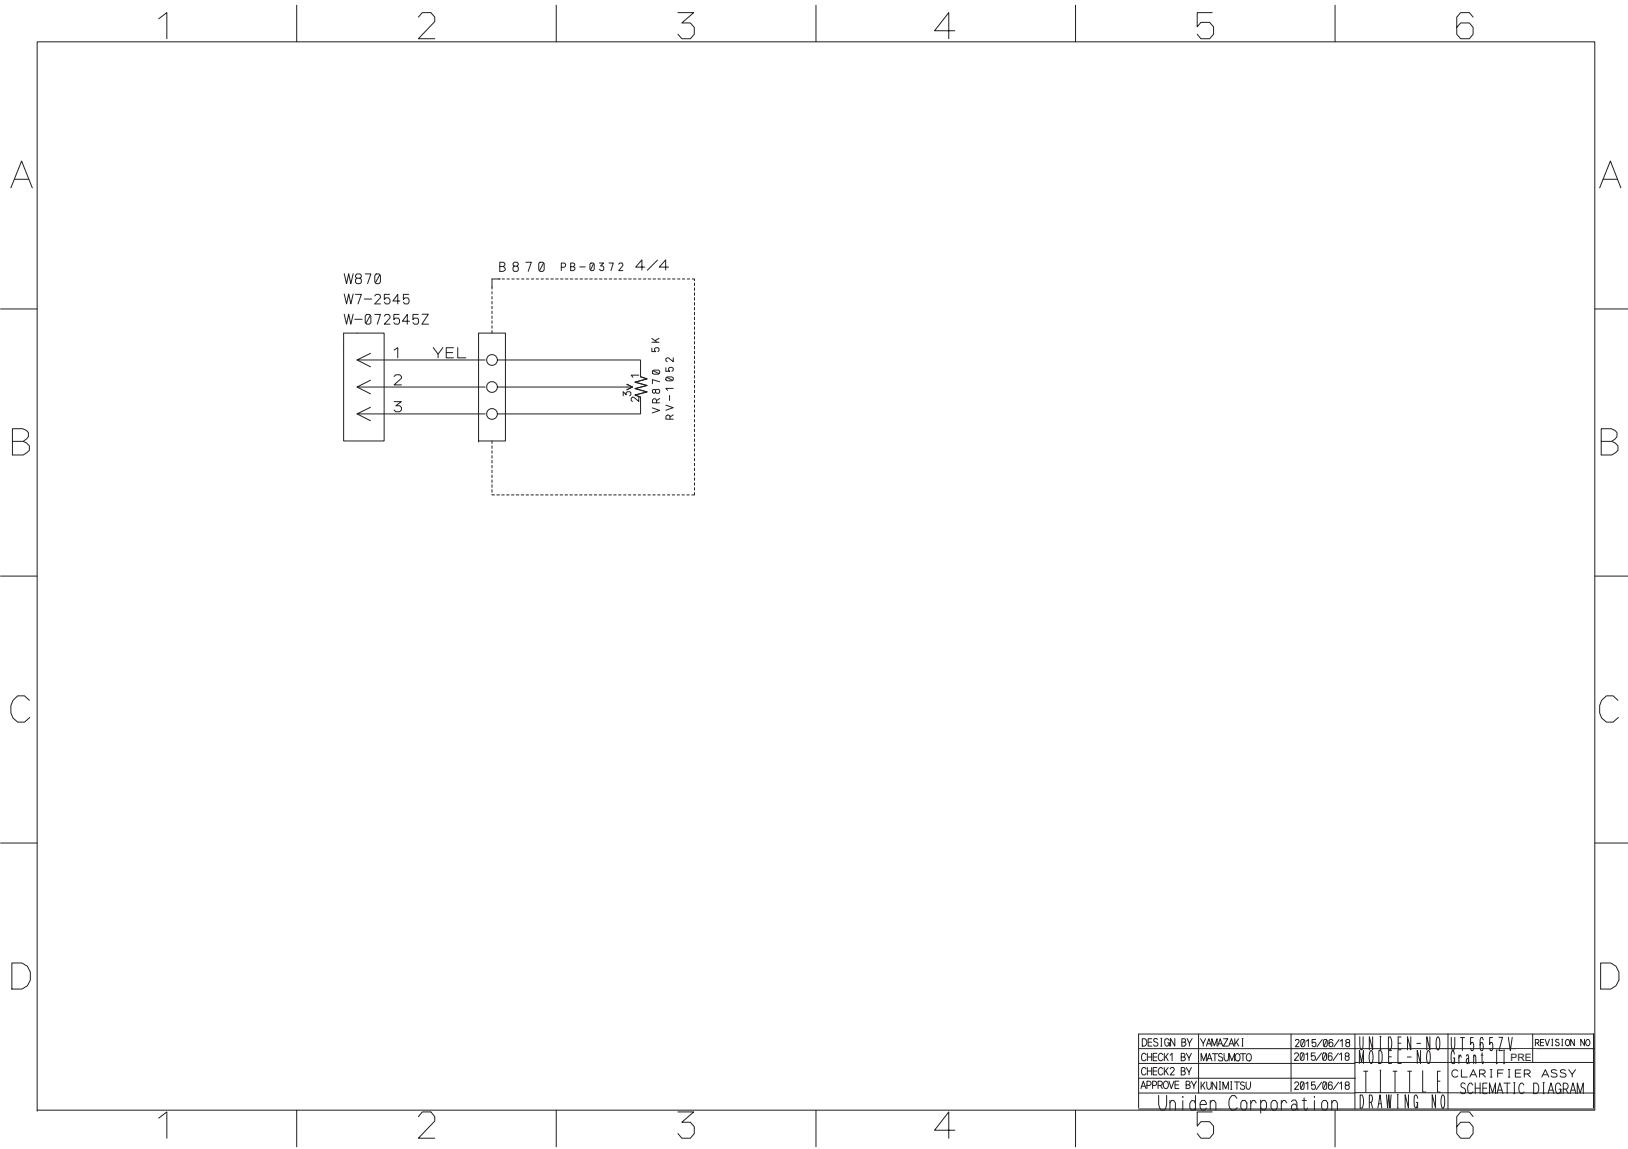 1 2 3 4 5 6
A A
B870 PB-0372 4/4
W870
W7-2545
W-072545Z
1 YEL
2
3
1
3
2
VR870 5K
RV-1052
B B
C C
D D
DESIGN BY YAMAZAKI 2015/06/18 UNIDEN-NO UT565ZV REVISION NO
CHECK1 BY MATSUMOTO 2015/06/18 MODEL-NO Grant II PRE
CHECK2 BY TITTLE CLARIFIER ASSY
APPROVE BY KUNIMITSU 2015/06/18 SCHEMATIC DIAGRAM
Uniden Corporation DRAWING NO
1 2 3 4 5 6